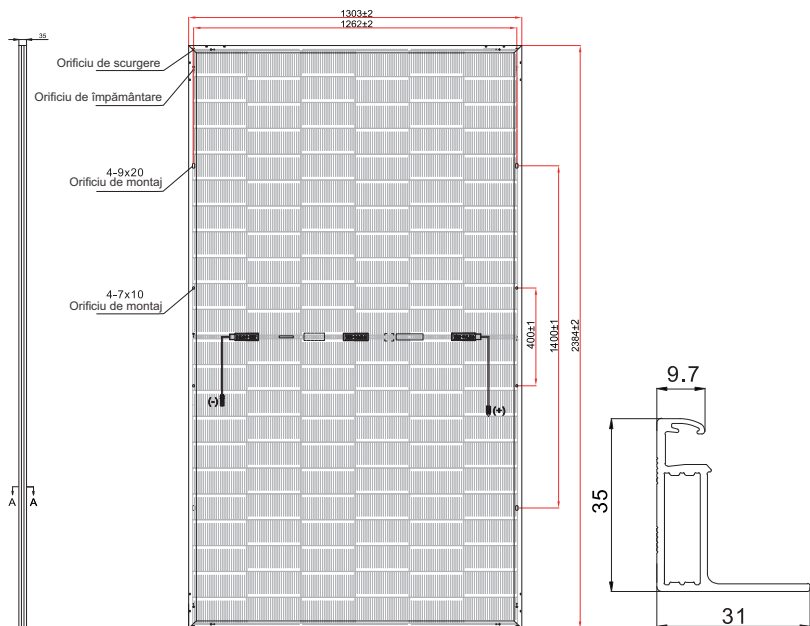 1303±2
1262±2
35
Orificiu de scurgere
Orificiu de împământare
4-9x20
Orificiu de montaj
4-7x10
Orificiu de montaj
400±1
1400±1
2384±2
(-)
(+)
A
A
9.7
35
31